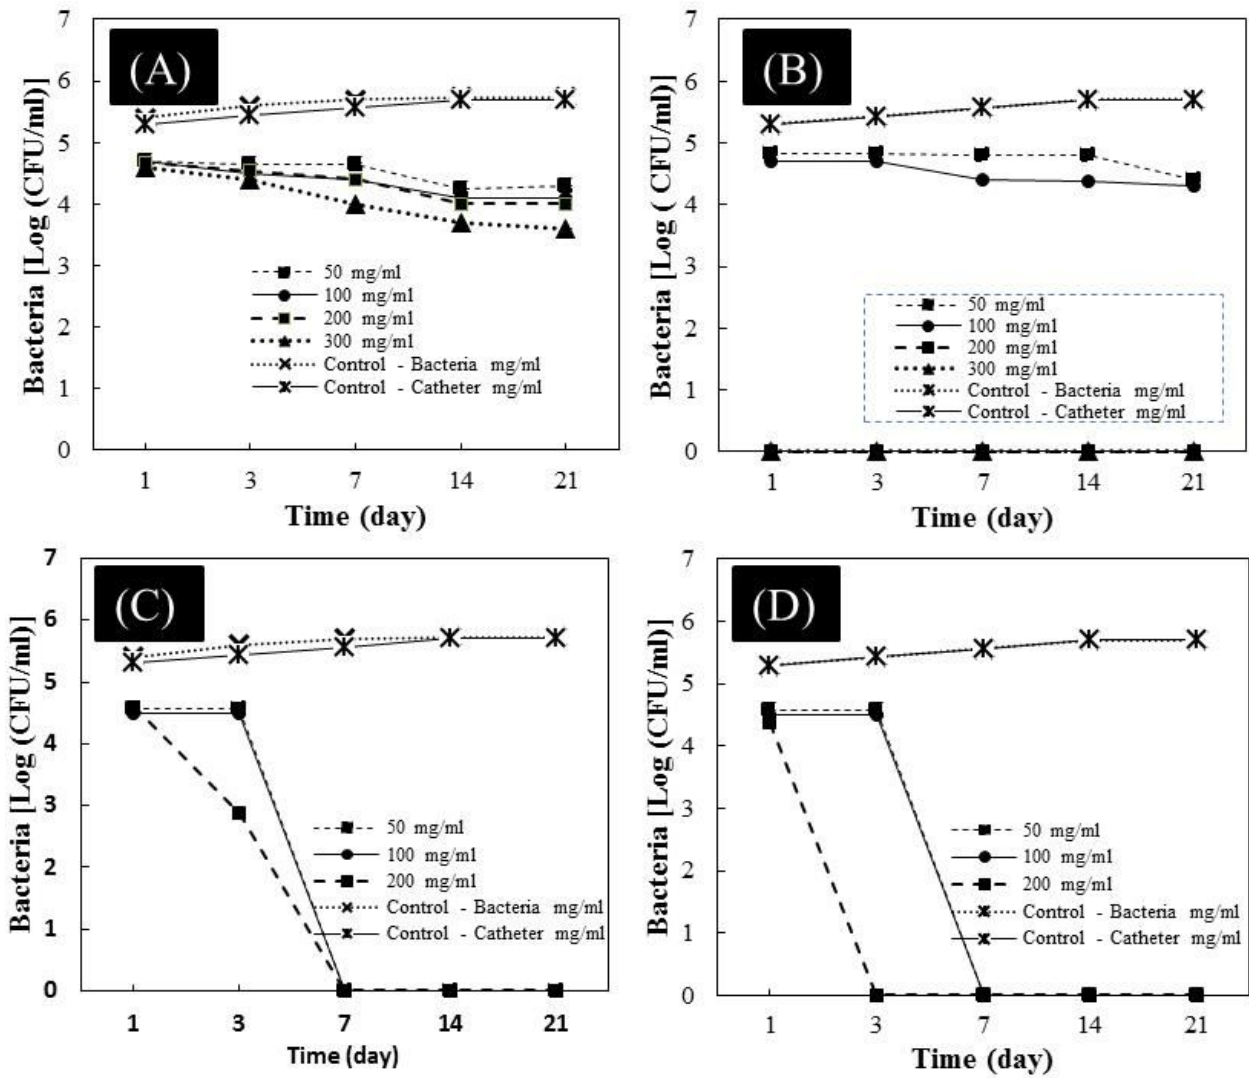 (A)
Bacteria [Log (CFU/ml)]
7
6
5
4
3
2
1
0
50 mg/ml
100 mg/ml
200 mg/ml
300 mg/ml
Control - Bacteria mg/ml
Control - Catheter mg/ml
1 3 7 14 21
Time (day)
(B)
Bacteria [Log ( CFU/ml)]
7
6
5
4
3
2
1
0
50 mg/ml
100 mg/ml
200 mg/ml
300 mg/ml
Control - Bacteria mg/ml
Control - Catheter mg/ml
1 3 7 14 21
Time (day)
(C)
Bacteria [Log (CFU/ml)]
7
6
5
4
3
2
1
0
50 mg/ml
100 mg/ml
200 mg/ml
Control - Bacteria mg/ml
Control - Catheter mg/ml
1 3 7 14 21
Time (day)
(D)
Bacteria [Log (CFU/ml)]
7
6
5
4
3
2
1
0
50 mg/ml
100 mg/ml
200 mg/ml
Control - Bacteria mg/ml
Control - Catheter mg/ml
1 3 7 14 21
Time (day)